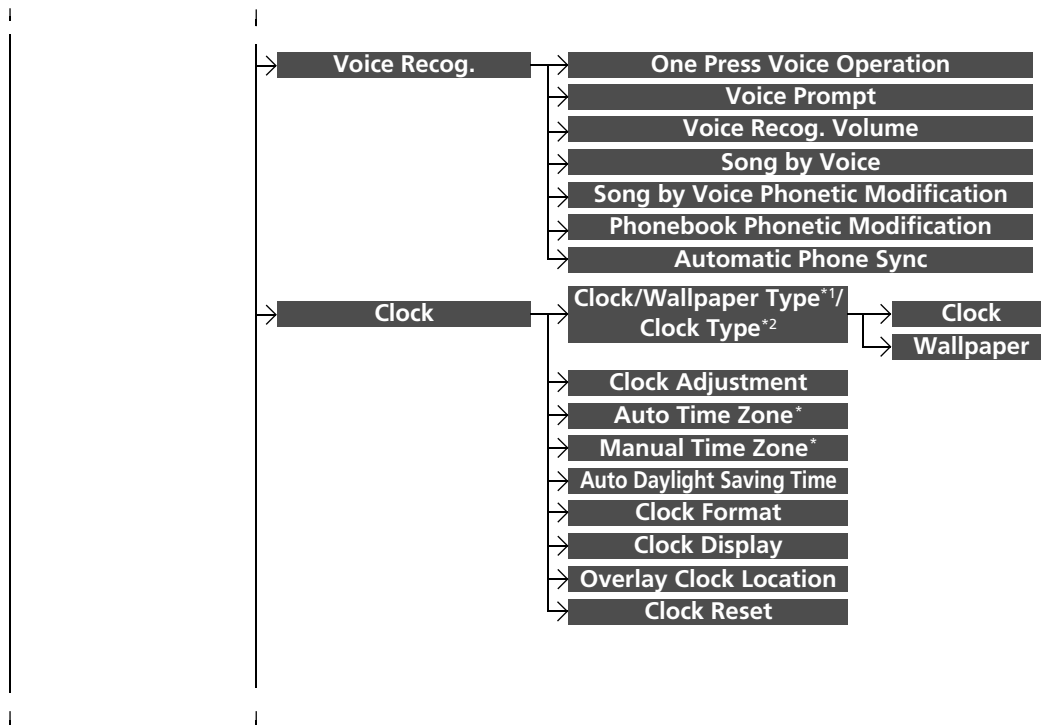 Voice Recog.
One Press Voice Operation
Voice Prompt
Voice Recog. Volume
Song by Voice
Song by Voice Phonetic Modification
Phonebook Phonetic Modification
Automatic Phone Sync
Clock
Clock/Wallpaper Type*1/
Clock Type*2
Clock
Wallpaper
Clock Adjustment
Auto Time Zone*
Manual Time Zone*
Auto Daylight Saving Time
Clock Format
Clock Display
Overlay Clock Location
Clock Reset